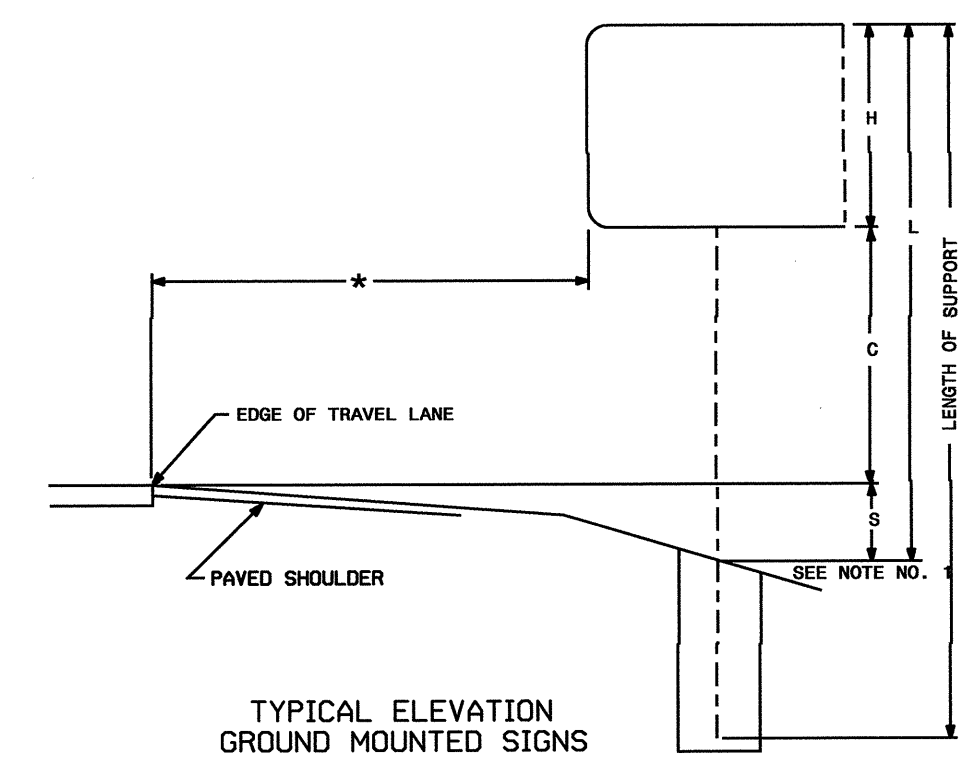 H
L
LENGTH OF SUPPORT
*
C
EDGE OF TRAVEL LANE
S
PAVED SHOULDER
SEE NOTE NO. 1
TYPICAL ELEVATION
GROUND MOUNTED SIGNS